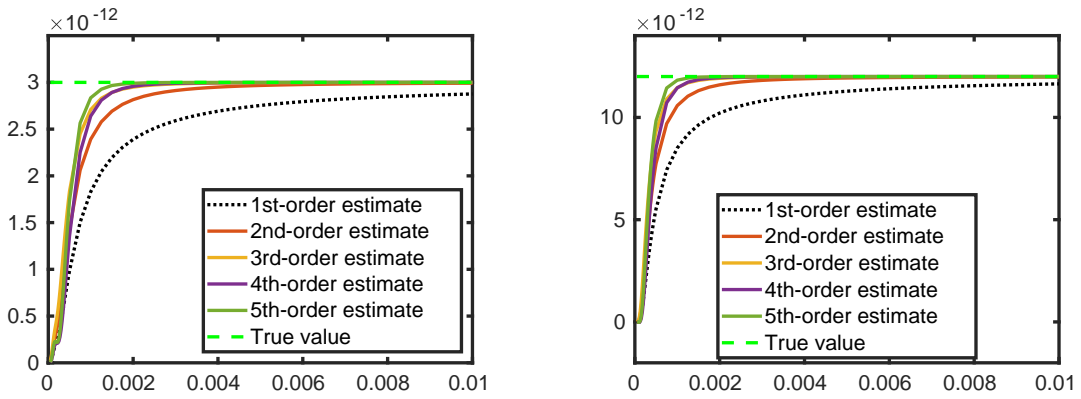 ×10^-12
3
2.5
2
1.5
1
0.5
0
0 0.002 0.004 0.006 0.008 0.01
1st-order estimate
2nd-order estimate
3rd-order estimate
4th-order estimate
5th-order estimate
True value
×10^-12
10
5
0
0 0.002 0.004 0.006 0.008 0.01
1st-order estimate
2nd-order estimate
3rd-order estimate
4th-order estimate
5th-order estimate
True value